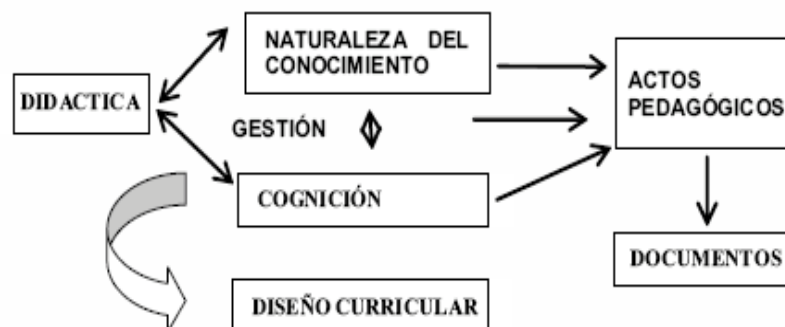 NATURALEZA DEL
CONOCIMIENTO
ACTOS
PEDAGÓGICOS
DIDACTICA
GESTIÓN
COGNICIÓN
DOCUMENTOS
DISEÑO CURRICULAR